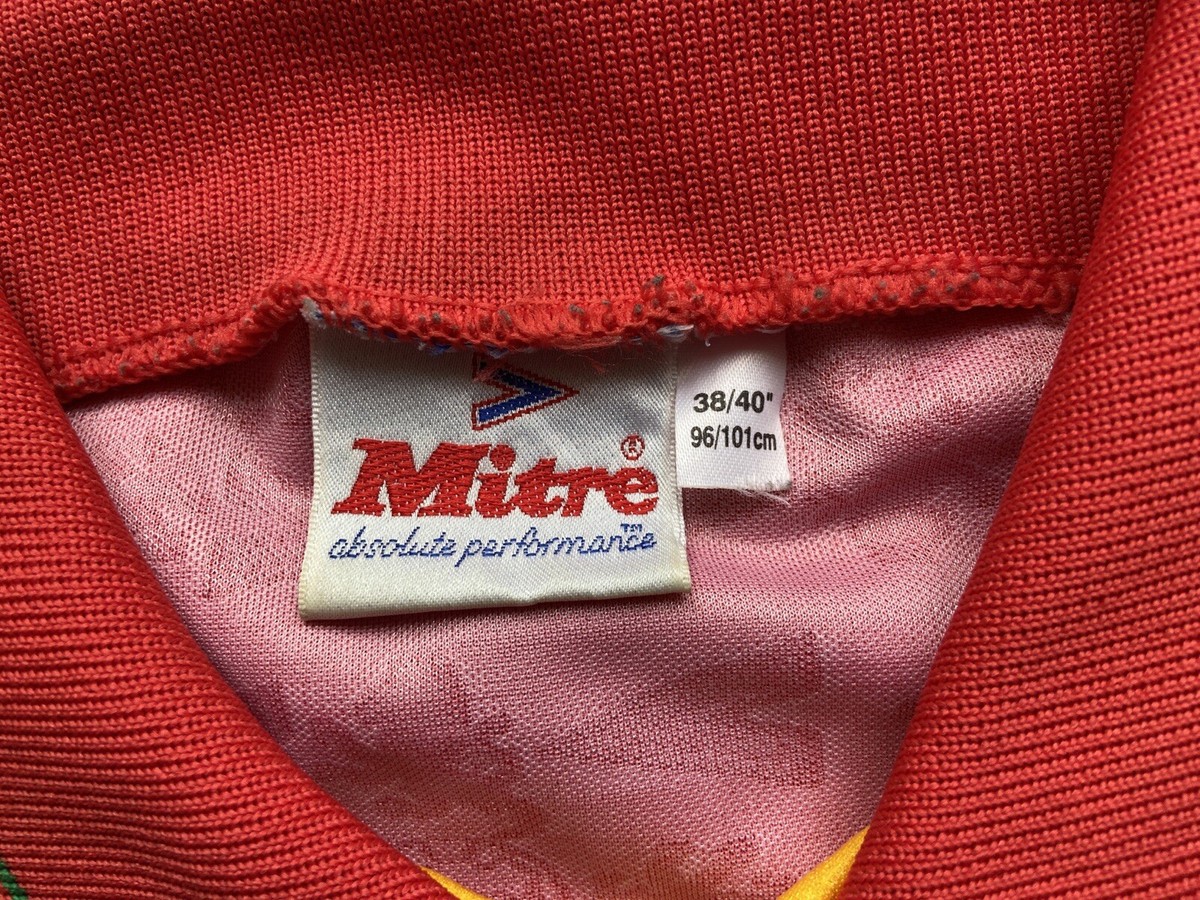 Mitre®
absolute performance™
38/40"
96/101cm